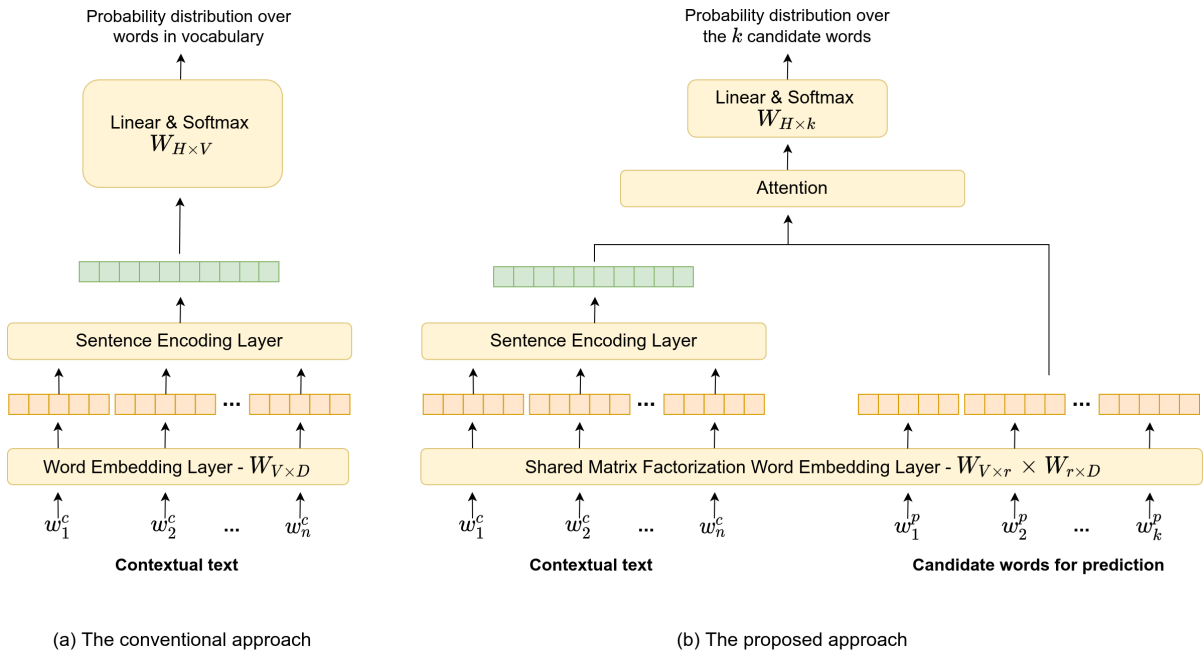 Probability distribution over
words in vocabulary
Linear & Softmax
W_{H×V}
Sentence Encoding Layer
...
Word Embedding Layer - W_{V×D}
w_1^c w_2^c ... w_n^c
Contextual text
(a) The conventional approach
Probability distribution over
the k candidate words
Linear & Softmax
W_{H×k}
Attention
Sentence Encoding Layer
... ...
Shared Matrix Factorization Word Embedding Layer - W_{V×r} × W_{r×D}
w_1^c w_2^c ... w_n^c w_1^p w_2^p ... w_k^p
Contextual text Candidate words for prediction
(b) The proposed approach